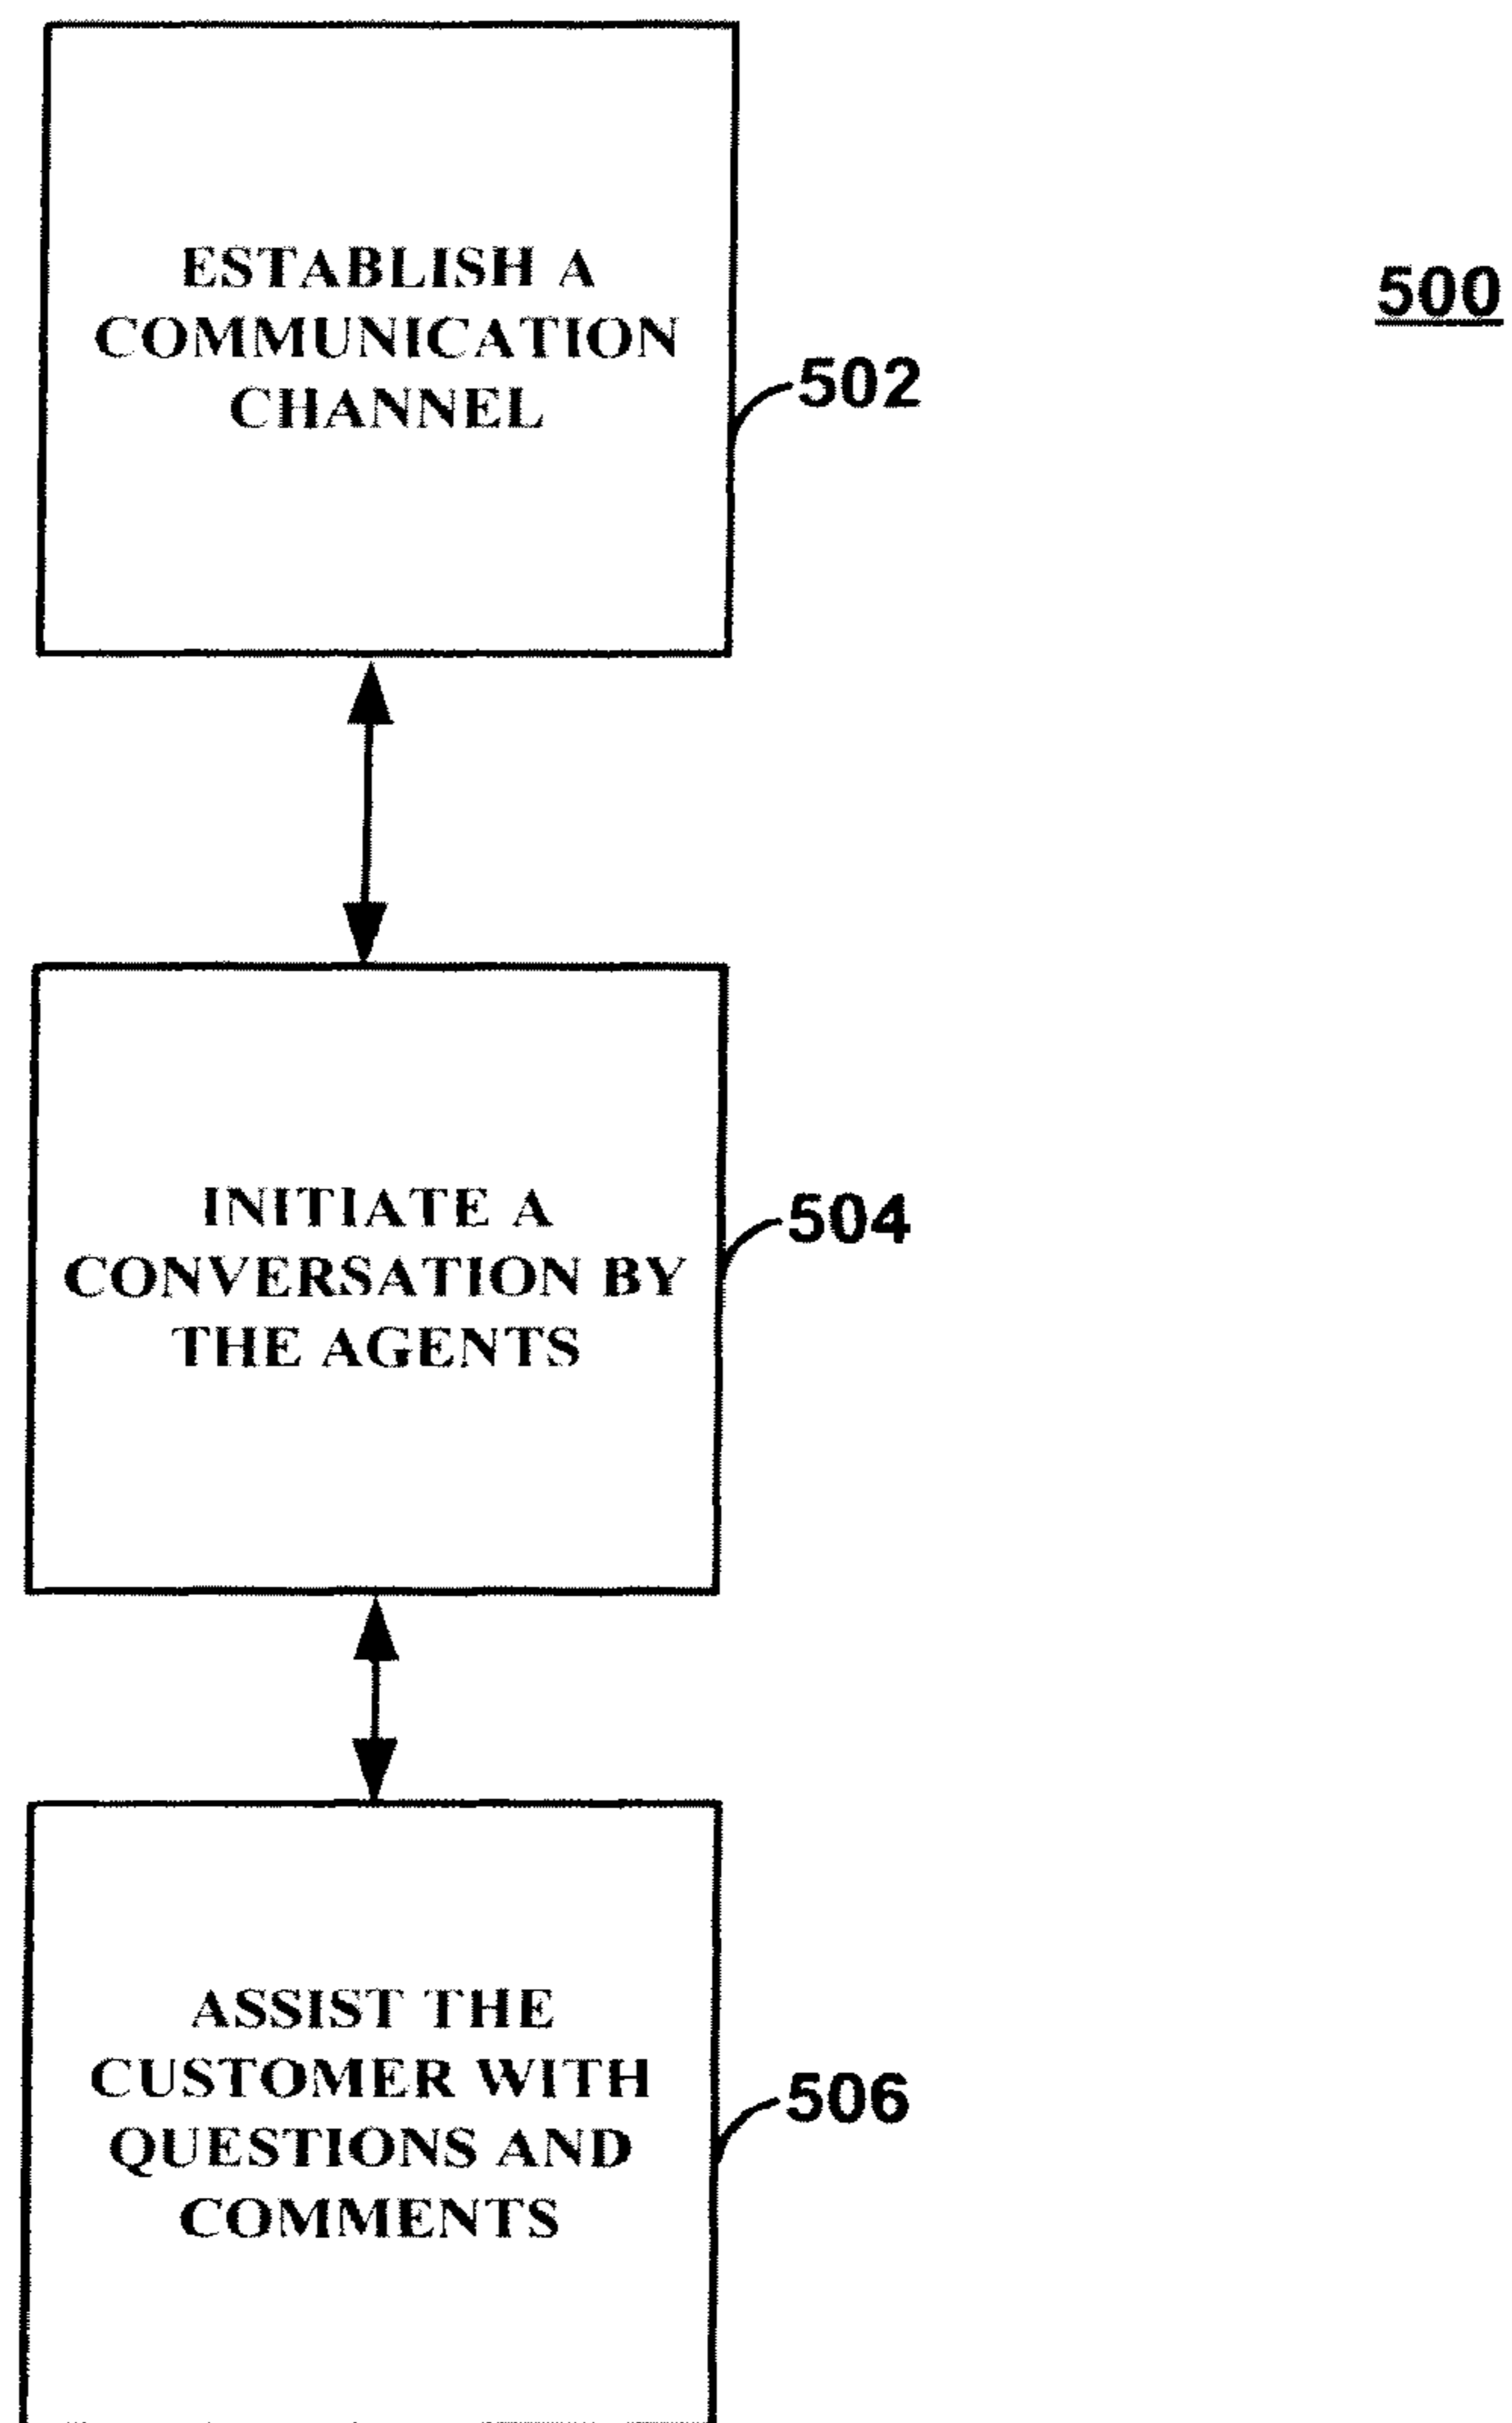 ESTABLISH A
COMMUNICATION
CHANNEL
500
502
INITIATE A
CONVERSATION BY
THE AGENTS
504
ASSIST THE
CUSTOMER WITH
QUESTIONS AND
COMMENTS
506